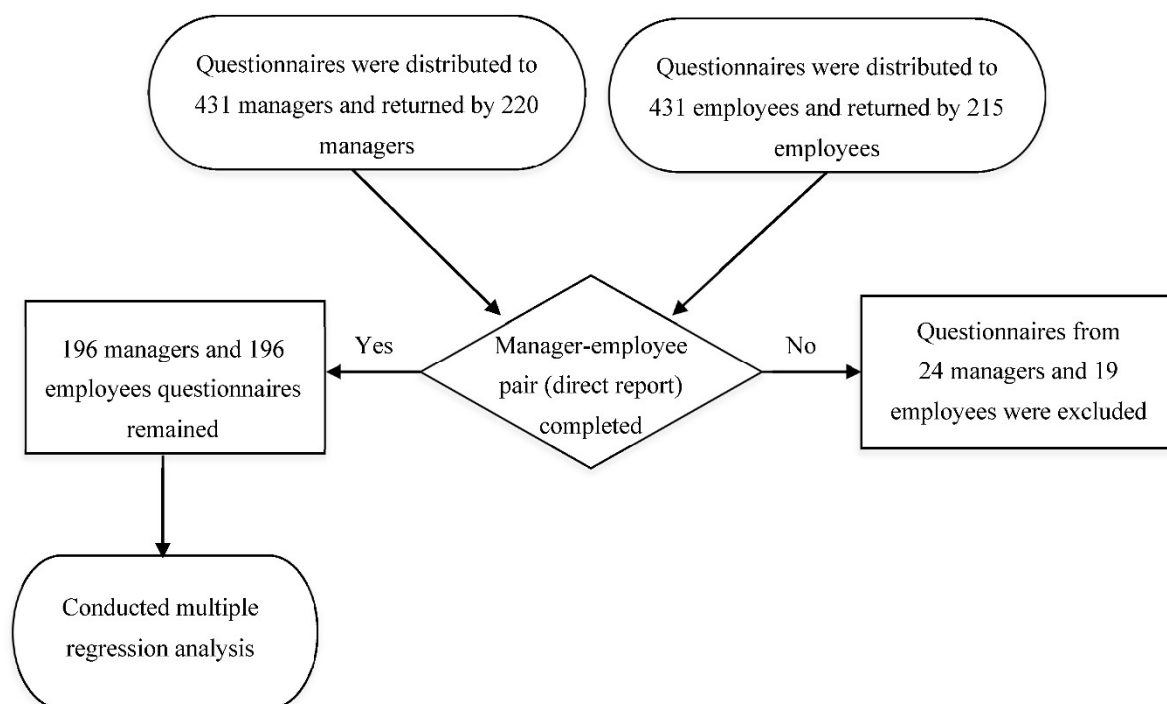 Questionnaires were distributed to
431 managers and returned by 220
managers
Questionnaires were distributed to
431 employees and returned by 215
employees
196 managers and 196
employees questionnaires
remained
Yes
Manager-employee
pair (direct report)
completed
No
Questionnaires from
24 managers and 19
employees were excluded
Conducted multiple
regression analysis